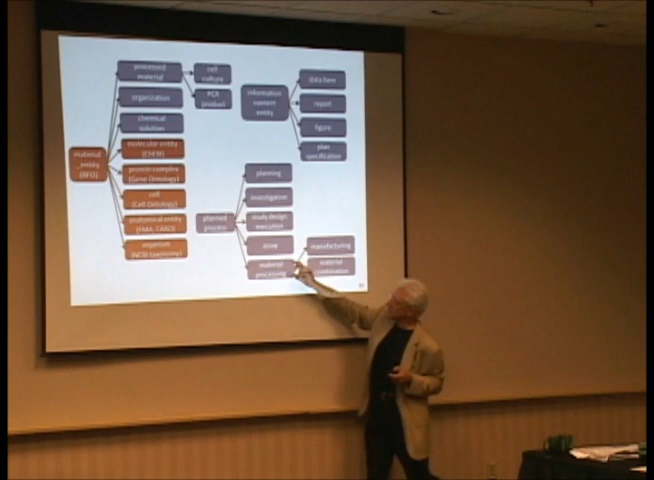 processed
material
cell
culture
PCR
product
organization
chemical
solution
molecular entity
(ChEBI)
material
_entity
(BFO)
protein complex
(Gene Ontology)
cell
(Cell Ontology)
anatomical entity
(FMA, CARO)
organism
(NCBI taxonomy)
information
content
entity
data item
report
figure
plan
specification
planned
process
planning
investigation
study design
execution
assay
material
processing
manufacturing
material
combination